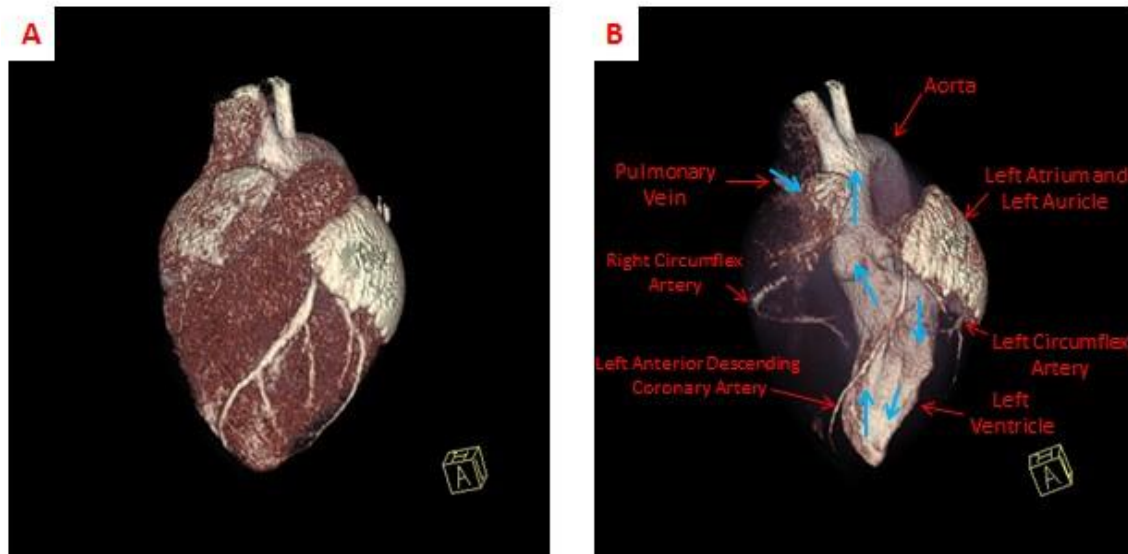 A
B
Aorta
Pulmonary
Vein
Left Atrium and
Left Auricle
Right Circumflex
Artery
Left Circumflex
Artery
Left Anterior Descending
Coronary Artery
Left
Ventricle
A
A